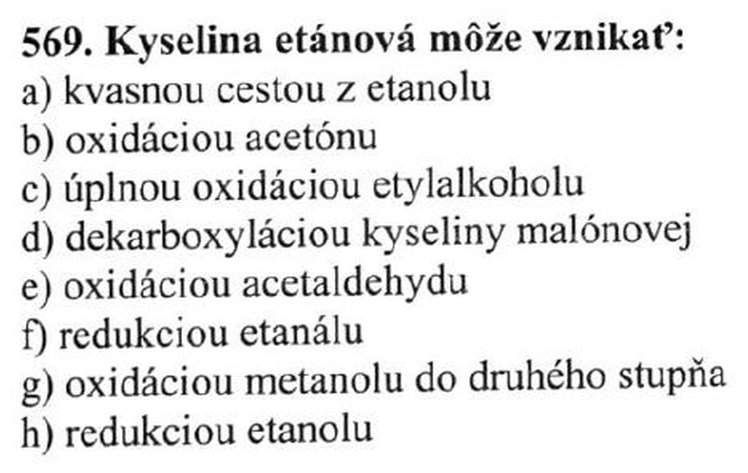 569. Kyselina etánová môže vznikať:
a) kvasnou cestou z etanolu
b) oxidáciou acetónu
c) úplnou oxidáciou etylalkoholu
d) dekarboxyláciou kyseliny malónovej
e) oxidáciou acetaldehydu
f) redukciou etanálu
g) oxidáciou metanolu do druhého stupňa
h) redukciou etanolu